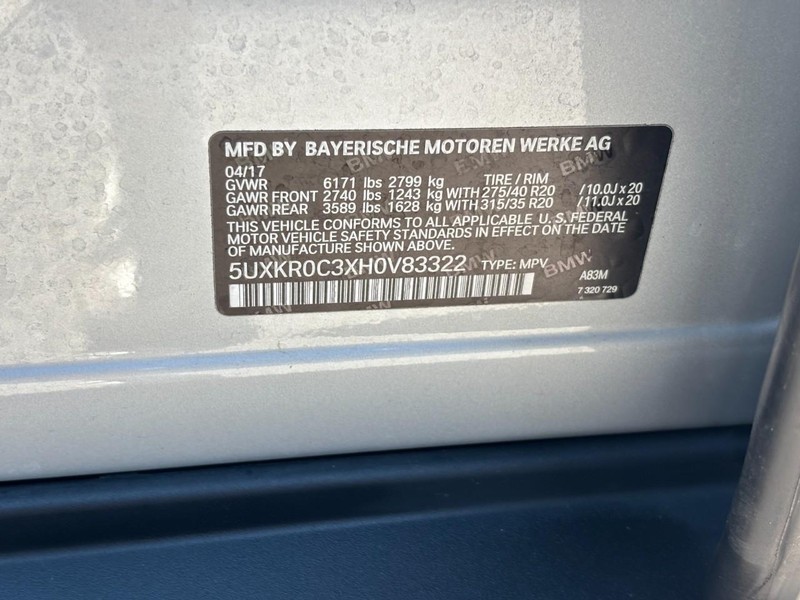 MFD BY BAYERISCHE MOTOREN WERKE AG
04/17 TIRE / RIM
GVWR 6171 lbs 2799 kg
GAWR FRONT 2740 lbs 1243 kg WITH 275/40 R20 /10.0J x 20
GAWR REAR 3589 lbs 1628 kg WITH 315/35 R20 /11.0J x 20
THIS VEHICLE CONFORMS TO ALL APPLICABLE U. S. FEDERAL
MOTOR VEHICLE SAFETY STANDARDS IN EFFECT ON THE DATE
OF MANUFACTURE SHOWN ABOVE.
5UXKR0C3XH0V83322 TYPE: MPV
A83M
7 320 729